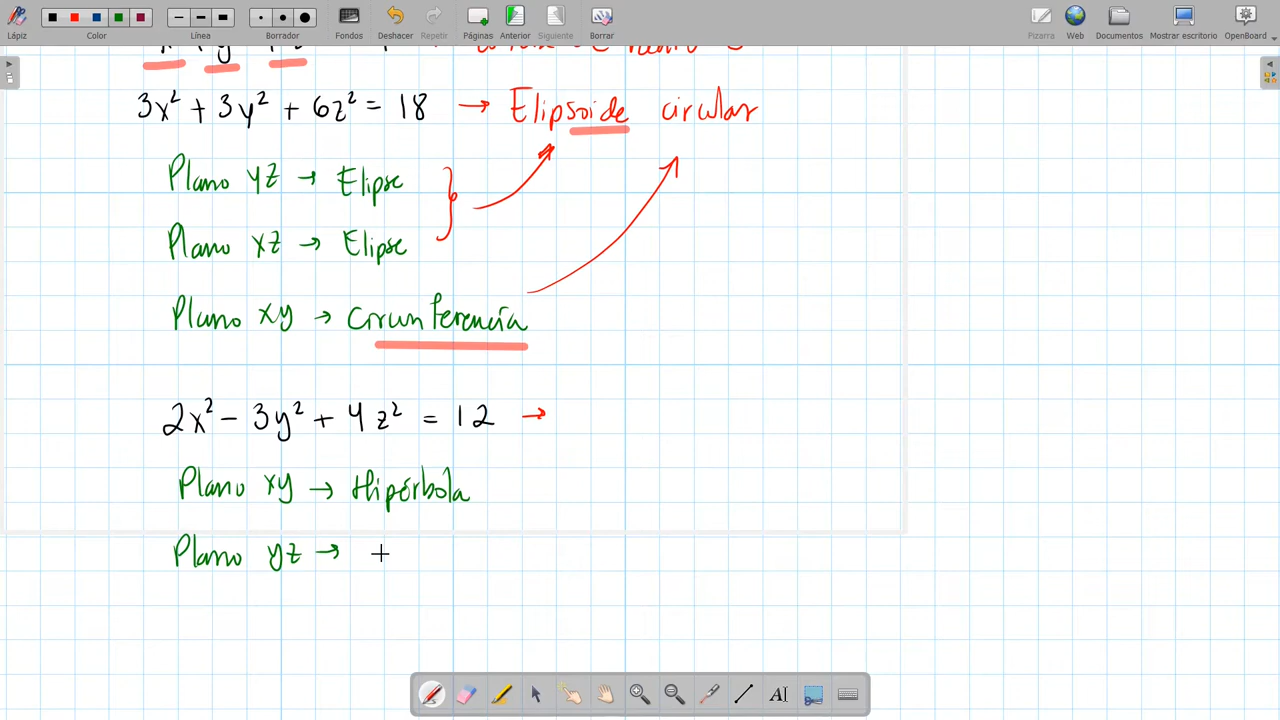 Lápiz Color Línea Borrador Fondos Deshacer Repetir Páginas Anterior Siguiente Borrar Pizarra Web Documentos Mostrar escritorio OpenBoard
3x² + 3y² + 6z² = 18 → Elipsoide circular
Plano yz → Elipse
Plano xz → Elipse
Plano xy → Circunferencia
2x² - 3y² + 4z² = 12 →
Plano xy → Hipérbola
Plano yz →